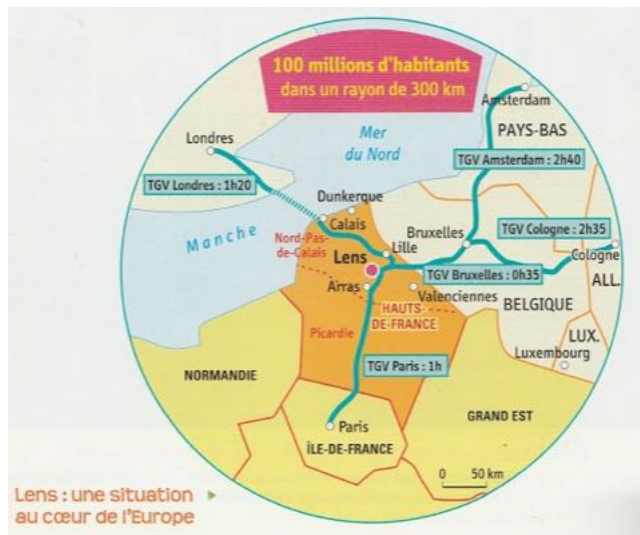 100 millions d'habitants
dans un rayon de 300 km
Amsterdam
PAYS-BAS
Mer
du Nord
Londres
TGV Amsterdam : 2h40
TGV Londres : 1h20
Dunkerque
Calais
Manche
Nord-Pas-
de-Calais
Lille
Bruxelles
TGV Cologne : 2h35
Cologne
Lens
TGV Bruxelles : 0h35
ALL.
Arras
Valenciennes
BELGIQUE
HAUTS-
DE-FRANCE
Picardie
LUX.
Luxembourg
TGV Paris : 1h
NORMANDIE
GRAND EST
Paris
ÎLE-DE-FRANCE
0 50 km
Lens : une situation
au cœur de l'Europe